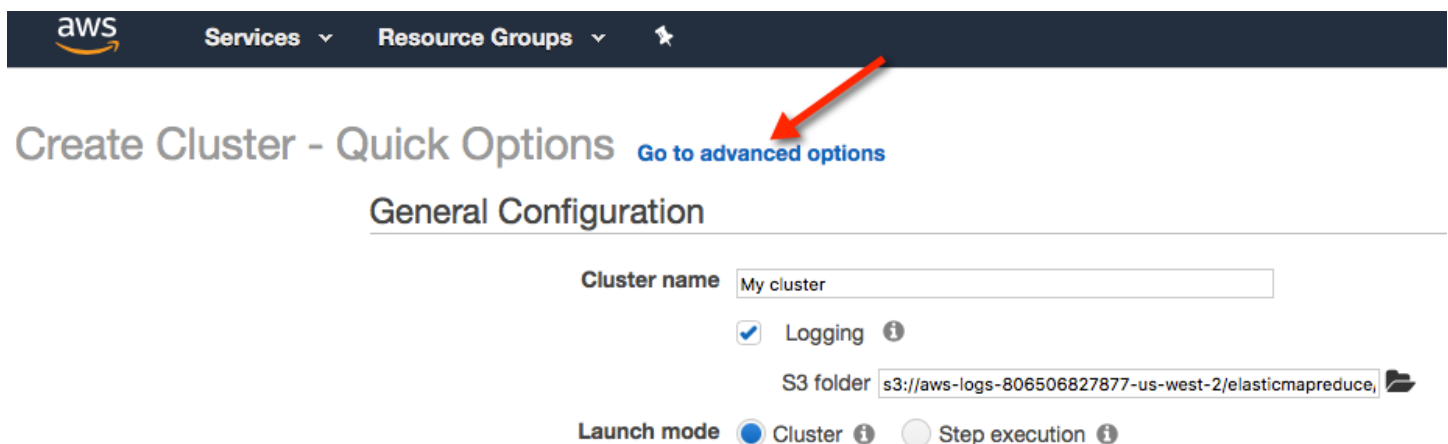 aws Services Resource Groups
Create Cluster - Quick Options Go to advanced options
General Configuration
Cluster name My cluster
Logging
S3 folder s3://aws-logs-806506827877-us-west-2/elasticmapreduce/
Launch mode Cluster Step execution